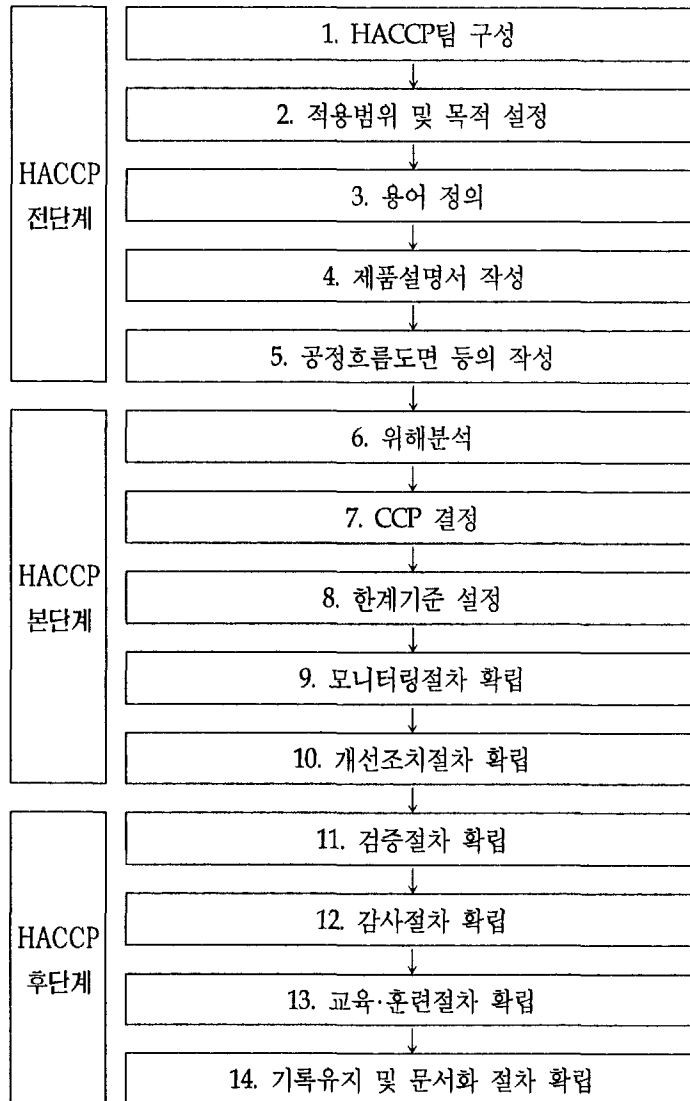 HACCP
전단계
1. HACCP팀 구성
2. 적용범위 및 목적 설정
3. 용어 정의
4. 제품설명서 작성
5. 공정흐름도면 등의 작성
HACCP
본단계
6. 위해분석
7. CCP 결정
8. 한계기준 설정
9. 모니터링절차 확립
10. 개선조치절차 확립
HACCP
후단계
11. 검증절차 확립
12. 감사절차 확립
13. 교육·훈련절차 확립
14. 기록유지 및 문서화 절차 확립